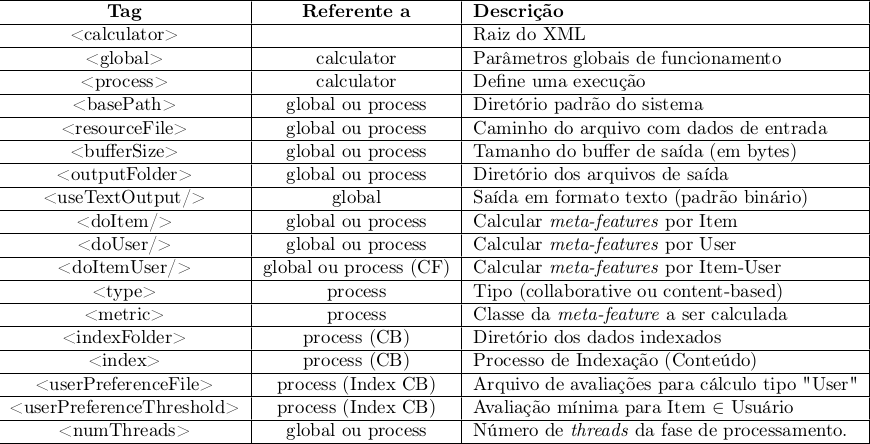 Tag Referente a Descrição
<calculator> Raiz do XML
<global> calculator Parâmetros globais de funcionamento
<process> calculator Define uma execução
<basePath> global ou process Diretório padrão do sistema
<resourceFile> global ou process Caminho do arquivo com dados de entrada
<bufferSize> global ou process Tamanho do buffer de saída (em bytes)
<outputFolder> global ou process Diretório dos arquivos de saída
<useTextOutput/> global Saída em formato texto (padrão binário)
<doItem/> global ou process Calcular meta-features por Item
<doUser/> global ou process Calcular meta-features por User
<doItemUser/> global ou process (CF) Calcular meta-features por Item-User
<type> process Tipo (collaborative ou content-based)
<metric> process Classe da meta-feature a ser calculada
<indexFolder> process (CB) Diretório dos dados indexados
<index> process (CB) Processo de Indexação (Conteúdo)
<userPreferenceFile> process (Index CB) Arquivo de avaliações para cálculo tipo "User"
<userPreferenceThreshold> process (Index CB) Avaliação mínima para Item ∈ Usuário
<numThreads> global ou process Número de threads da fase de processamento.